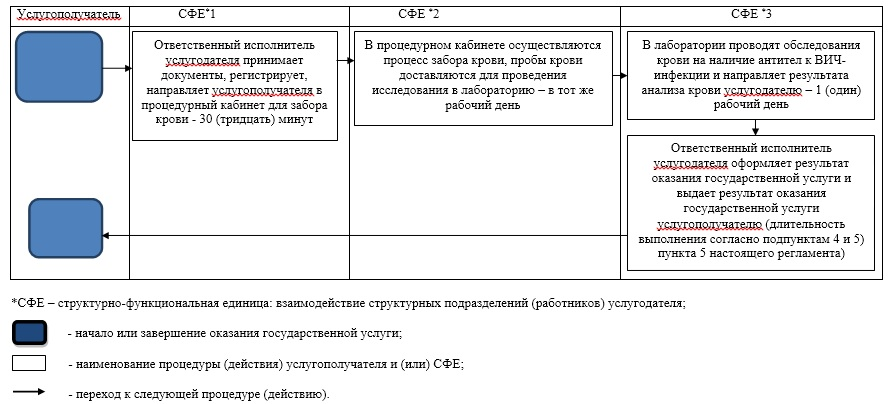 Услугополучатель
СФЕ*1
СФЕ *2
СФЕ *3
Ответственный исполнитель
услугодателя принимает
документы, регистрирует,
направляет услугополучателя в
процедурный кабинет для забора
крови - 30 (тридцать) минут
В процедурном кабинете осуществляются
процесс забора крови, пробы крови
доставляются для проведения
исследования в лабораторию – в тот же
рабочий день
В лаборатории проводят обследования
крови на наличие антител к ВИЧ-
инфекции и направляет результата
анализа крови услугодателю – 1 (один)
рабочий день
Ответственный исполнитель
услугодателя оформляет результат
оказания государственной услуги и
выдает результат оказания
государственной услуги
услугополучателю (длительность
выполнения согласно подпунктам 4 и 5)
пункта 5 настоящего регламента)
*СФЕ – структурно-функциональная единица: взаимодействие структурных подразделений (работников) услугодателя;
- начало или завершение оказания государственной услуги;
- наименование процедуры (действия) услугополучателя и (или) СФЕ;
- переход к следующей процедуре (действию).